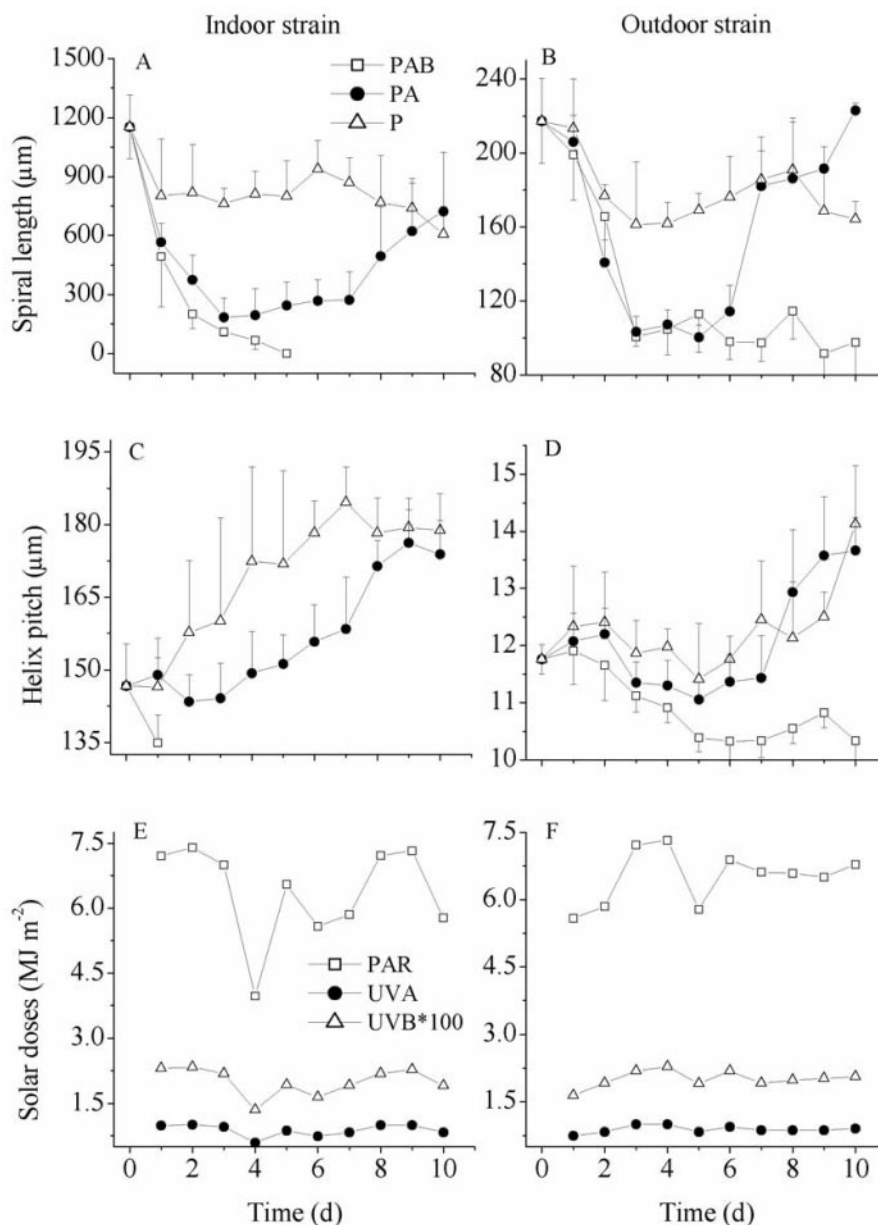 Indoor strain
Outdoor strain
A
PAB
PA
P
1500
1200
900
600
300
0
Spiral length (µm)
B
240
200
160
120
80
C
195
180
165
150
135
Helix pitch (µm)
D
15
14
13
12
11
10
E
PAR
UVA
UVB*100
7.5
6.0
4.5
3.0
1.5
Solar doses (MJ m⁻²)
0 2 4 6 8 10
Time (d)
F
7.5
6.0
4.5
3.0
1.5
0 2 4 6 8 10
Time (d)